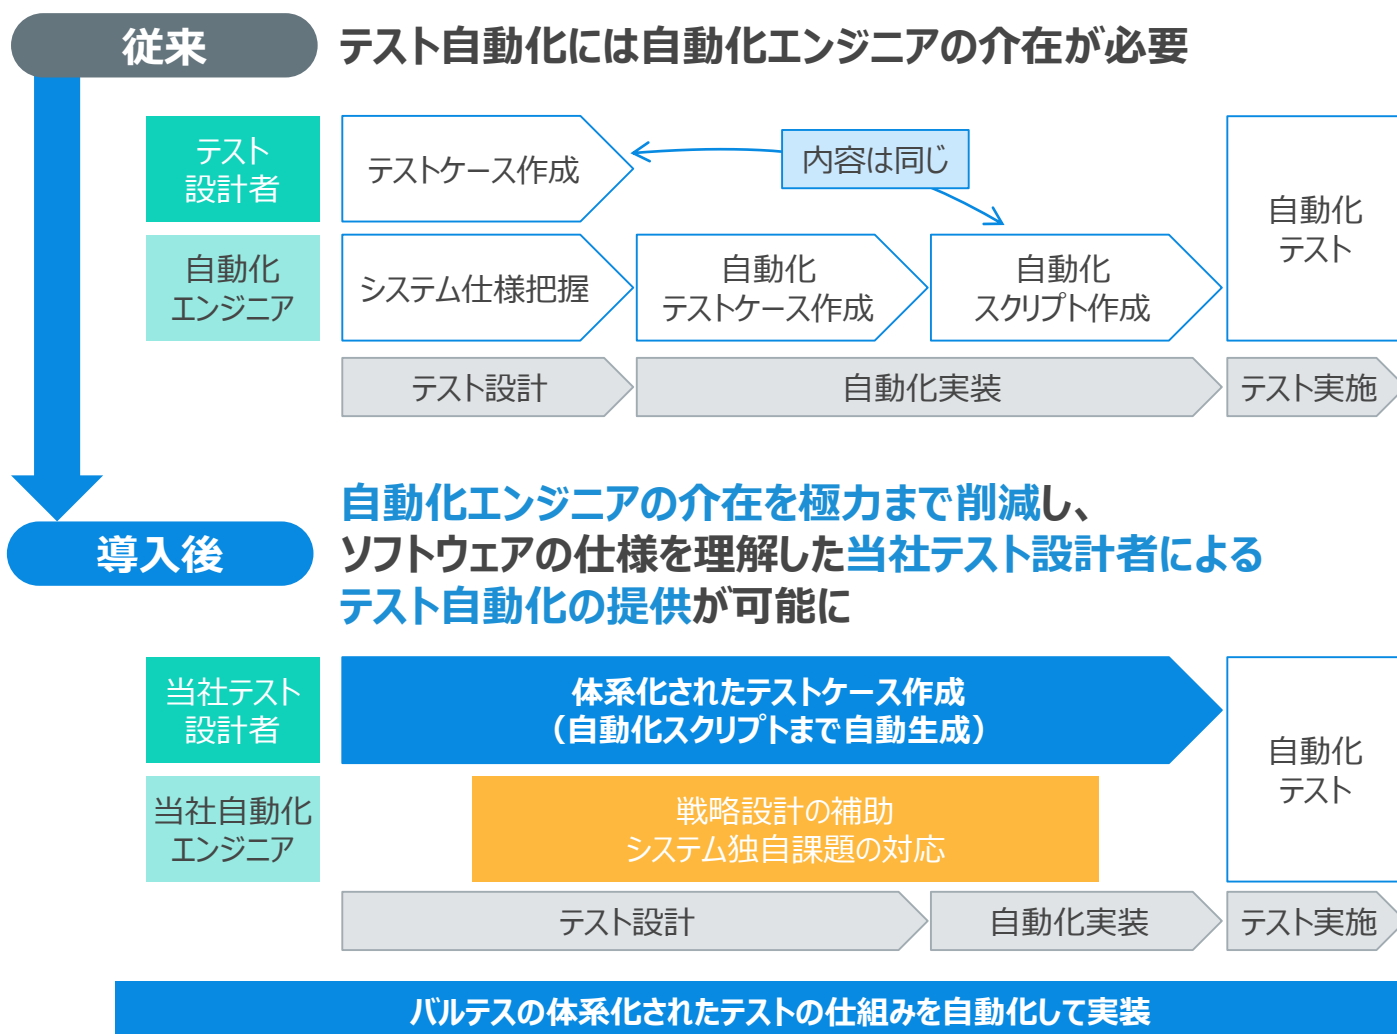 従来
テスト自動化には自動化エンジニアの介在が必要
テスト
設計者
テストケース作成
内容は同じ
自動化
テスト
自動化
エンジニア
システム仕様把握
自動化
テストケース作成
自動化
スクリプト作成
テスト設計
自動化実装
テスト実施
導入後
自動化エンジニアの介在を極力まで削減し、
ソフトウェアの仕様を理解した当社テスト設計者による
テスト自動化の提供が可能に
当社テスト
設計者
体系化されたテストケース作成
（自動化スクリプトまで自動生成）
自動化
テスト
当社自動化
エンジニア
戦略設計の補助
システム独自課題の対応
テスト設計
自動化実装
テスト実施
バルテスの体系化されたテストの仕組みを自動化して実装